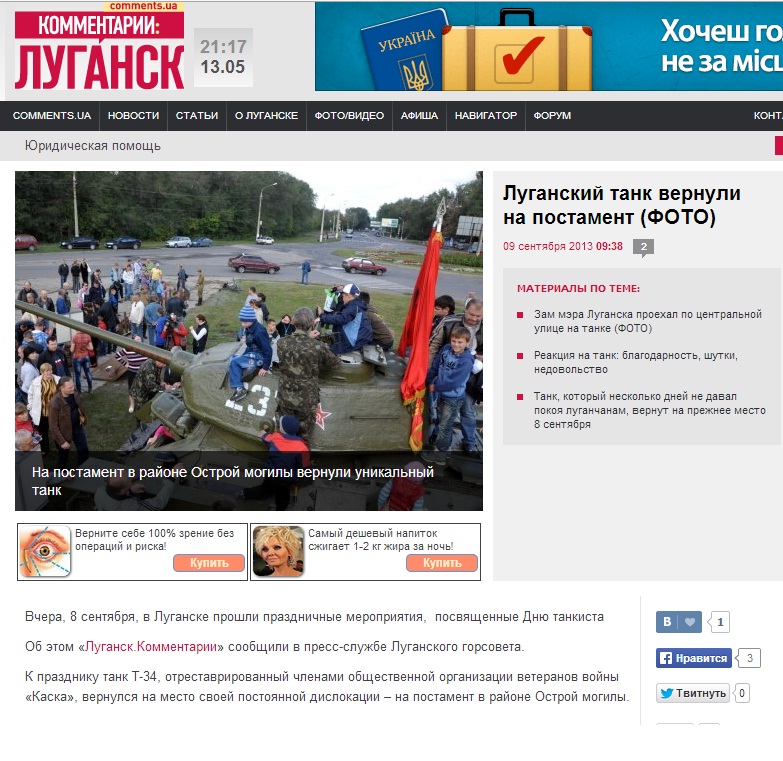 comments.ua
КОММЕНТАРИИ:
ЛУГАНСК
21:17
13.05
УКРАЇНА
Хочеш го
не за місц
COMMENTS.UA НОВОСТИ СТАТЬИ О ЛУГАНСКЕ ФОТО/ВИДЕО АФИША НАВИГАТОР ФОРУМ КОНТ
Юридическая помощь
23
На постамент в районе Острой могилы вернули уникальный
танк
Луганский танк вернули
на постамент (ФОТО)
09 сентября 2013 09:38 2
МАТЕРИАЛЫ ПО ТЕМЕ:
Зам мэра Луганска проехал по центральной
улице на танке (ФОТО)
Реакция на танк: благодарность, шутки,
недовольство
Танк, который несколько дней не давал
покоя луганчанам, вернут на прежнее место
8 сентября
Верните себе 100% зрение без
операций и риска!
Купить
Самый дешевый напиток
сжигает 1-2 кг жира за ночь!
Купить
Вчера, 8 сентября, в Луганске прошли праздничные мероприятия, посвященные Дню танкиста
Об этом «Луганск.Комментарии» сообщили в пресс-службе Луганского горсовета.
К празднику танк Т-34, отреставрированный членами общественной организации ветеранов войны
«Каска», вернулся на место своей постоянной дислокации – на постамент в районе Острой могилы.
В 1
Нравится 3
Твитнуть 0